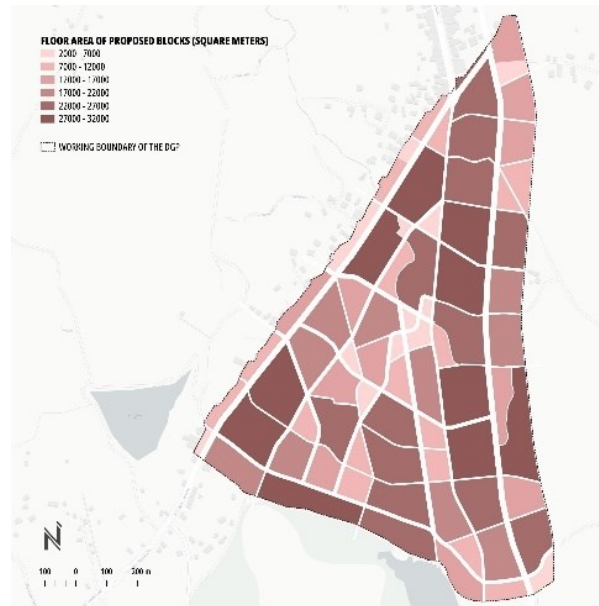 FLOOR AREA OF PROPOSED BLOCKS (SQUARE METERS)
2000 - 7000
7000 - 12000
12000 - 17000
17000 - 22000
22000 - 27000
27000 - 32000
WORKING BOUNDARY OF THE DGP
N
100 0 100 200 m